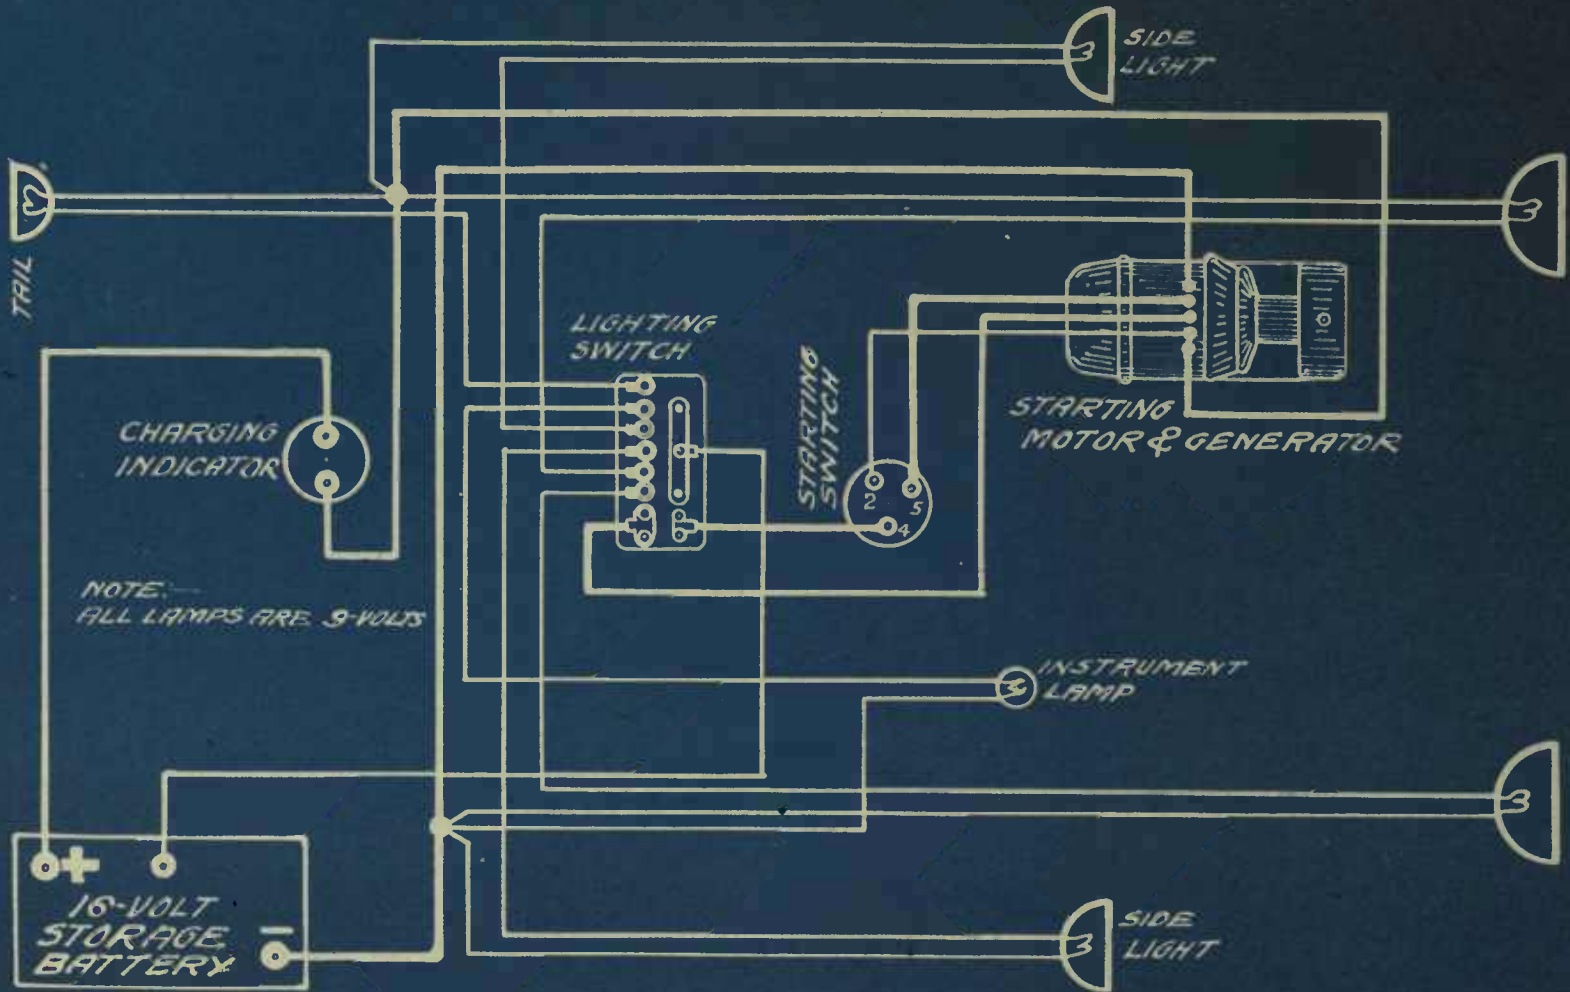 SIDE
LIGHT
TAIL
LIGHTING
SWITCH
STARTING
SWITCH
STARTING
MOTOR & GENERATOR
CHARGING
INDICATOR
2
5
4
NOTE:—
ALL LAMPS ARE 9-VOLTS
INSTRUMENT
LAMP
+
16-VOLT
STORAGE
BATTERY
−
SIDE
LIGHT